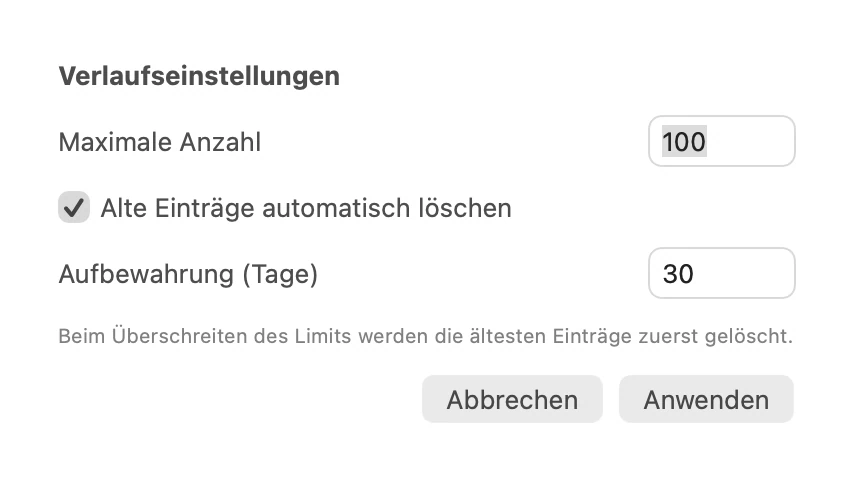 Verlaufseinstellungen
Maximale Anzahl 100
Alte Einträge automatisch löschen
Aufbewahrung (Tage) 30
Beim Überschreiten des Limits werden die ältesten Einträge zuerst gelöscht.
Abbrechen Anwenden